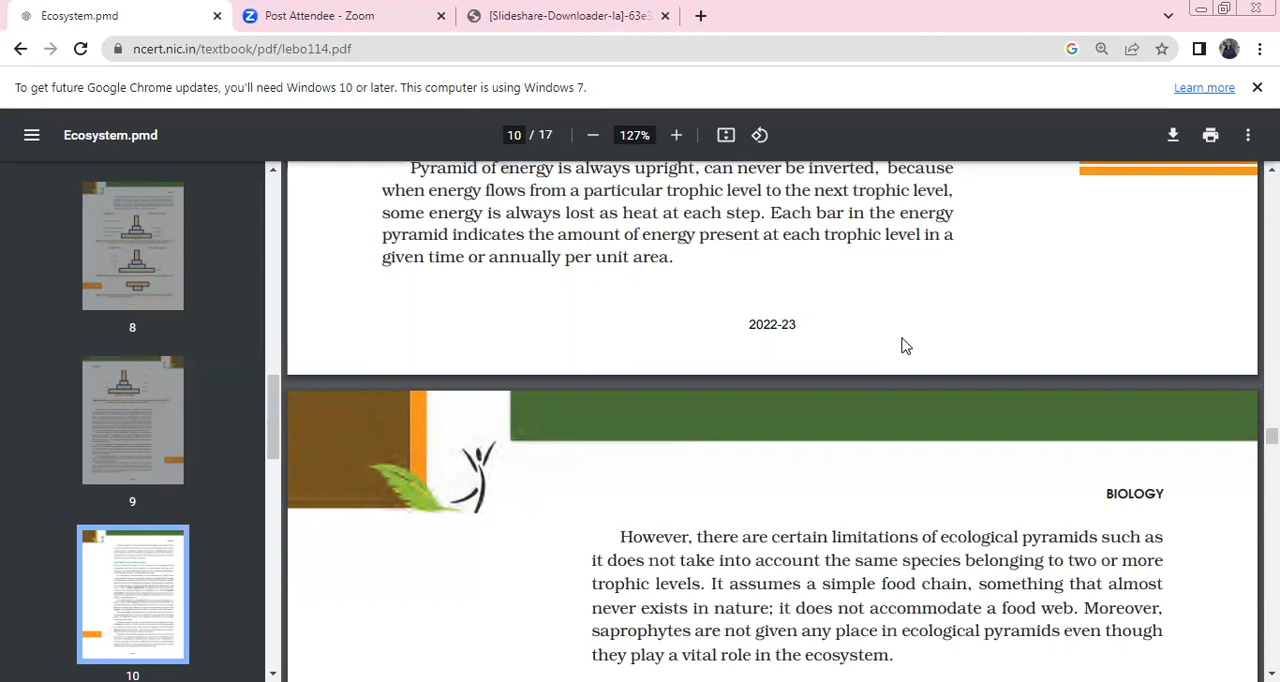 Ecosystem.pmd
Post Attendee - Zoom
[Slideshare-Downloader-la]-63e3
ncert.nic.in/textbook/pdf/lebo114.pdf
To get future Google Chrome updates, you'll need Windows 10 or later. This computer is using Windows 7.
Learn more
Ecosystem.pmd
10 / 17
127%
8
9
10
Pyramid of energy is always upright, can never be inverted, because
when energy flows from a particular trophic level to the next trophic level,
some energy is always lost as heat at each step. Each bar in the energy
pyramid indicates the amount of energy present at each trophic level in a
given time or annually per unit area.
2022-23
BIOLOGY
However, there are certain limitations of ecological pyramids such as
it does not take into account the same species belonging to two or more
trophic levels. It assumes a simple food chain, something that almost
never exists in nature; it does not accommodate a food web. Moreover,
saprophytes are not given any place in ecological pyramids even though
they play a vital role in the ecosystem.